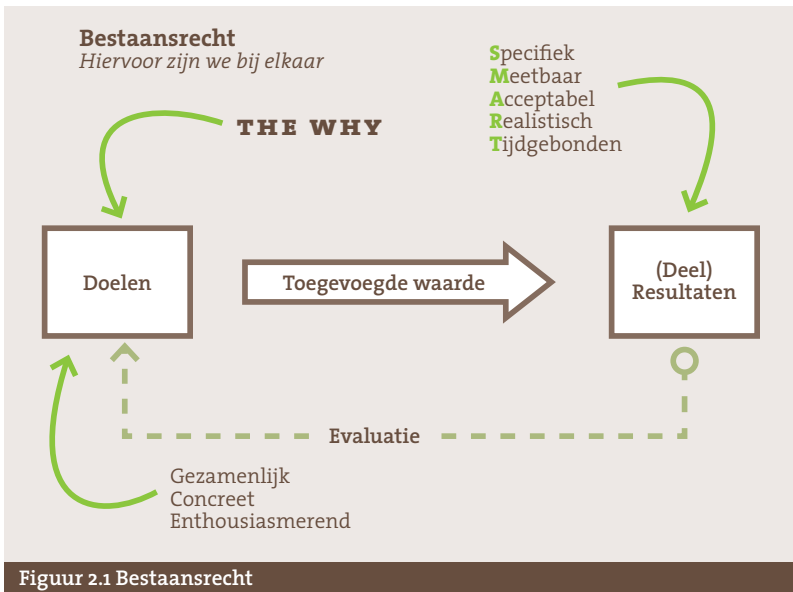 Bestaansrecht
Hiervoor zijn we bij elkaar
THE WHY
Specifiek
Meetbaar
Acceptabel
Realistisch
Tijdgebonden
Doelen
Toegevoegde waarde
(Deel)
Resultaten
Evaluatie
Gezamenlijk
Concreet
Enthousiasmerend
Figuur 2.1 Bestaansrecht